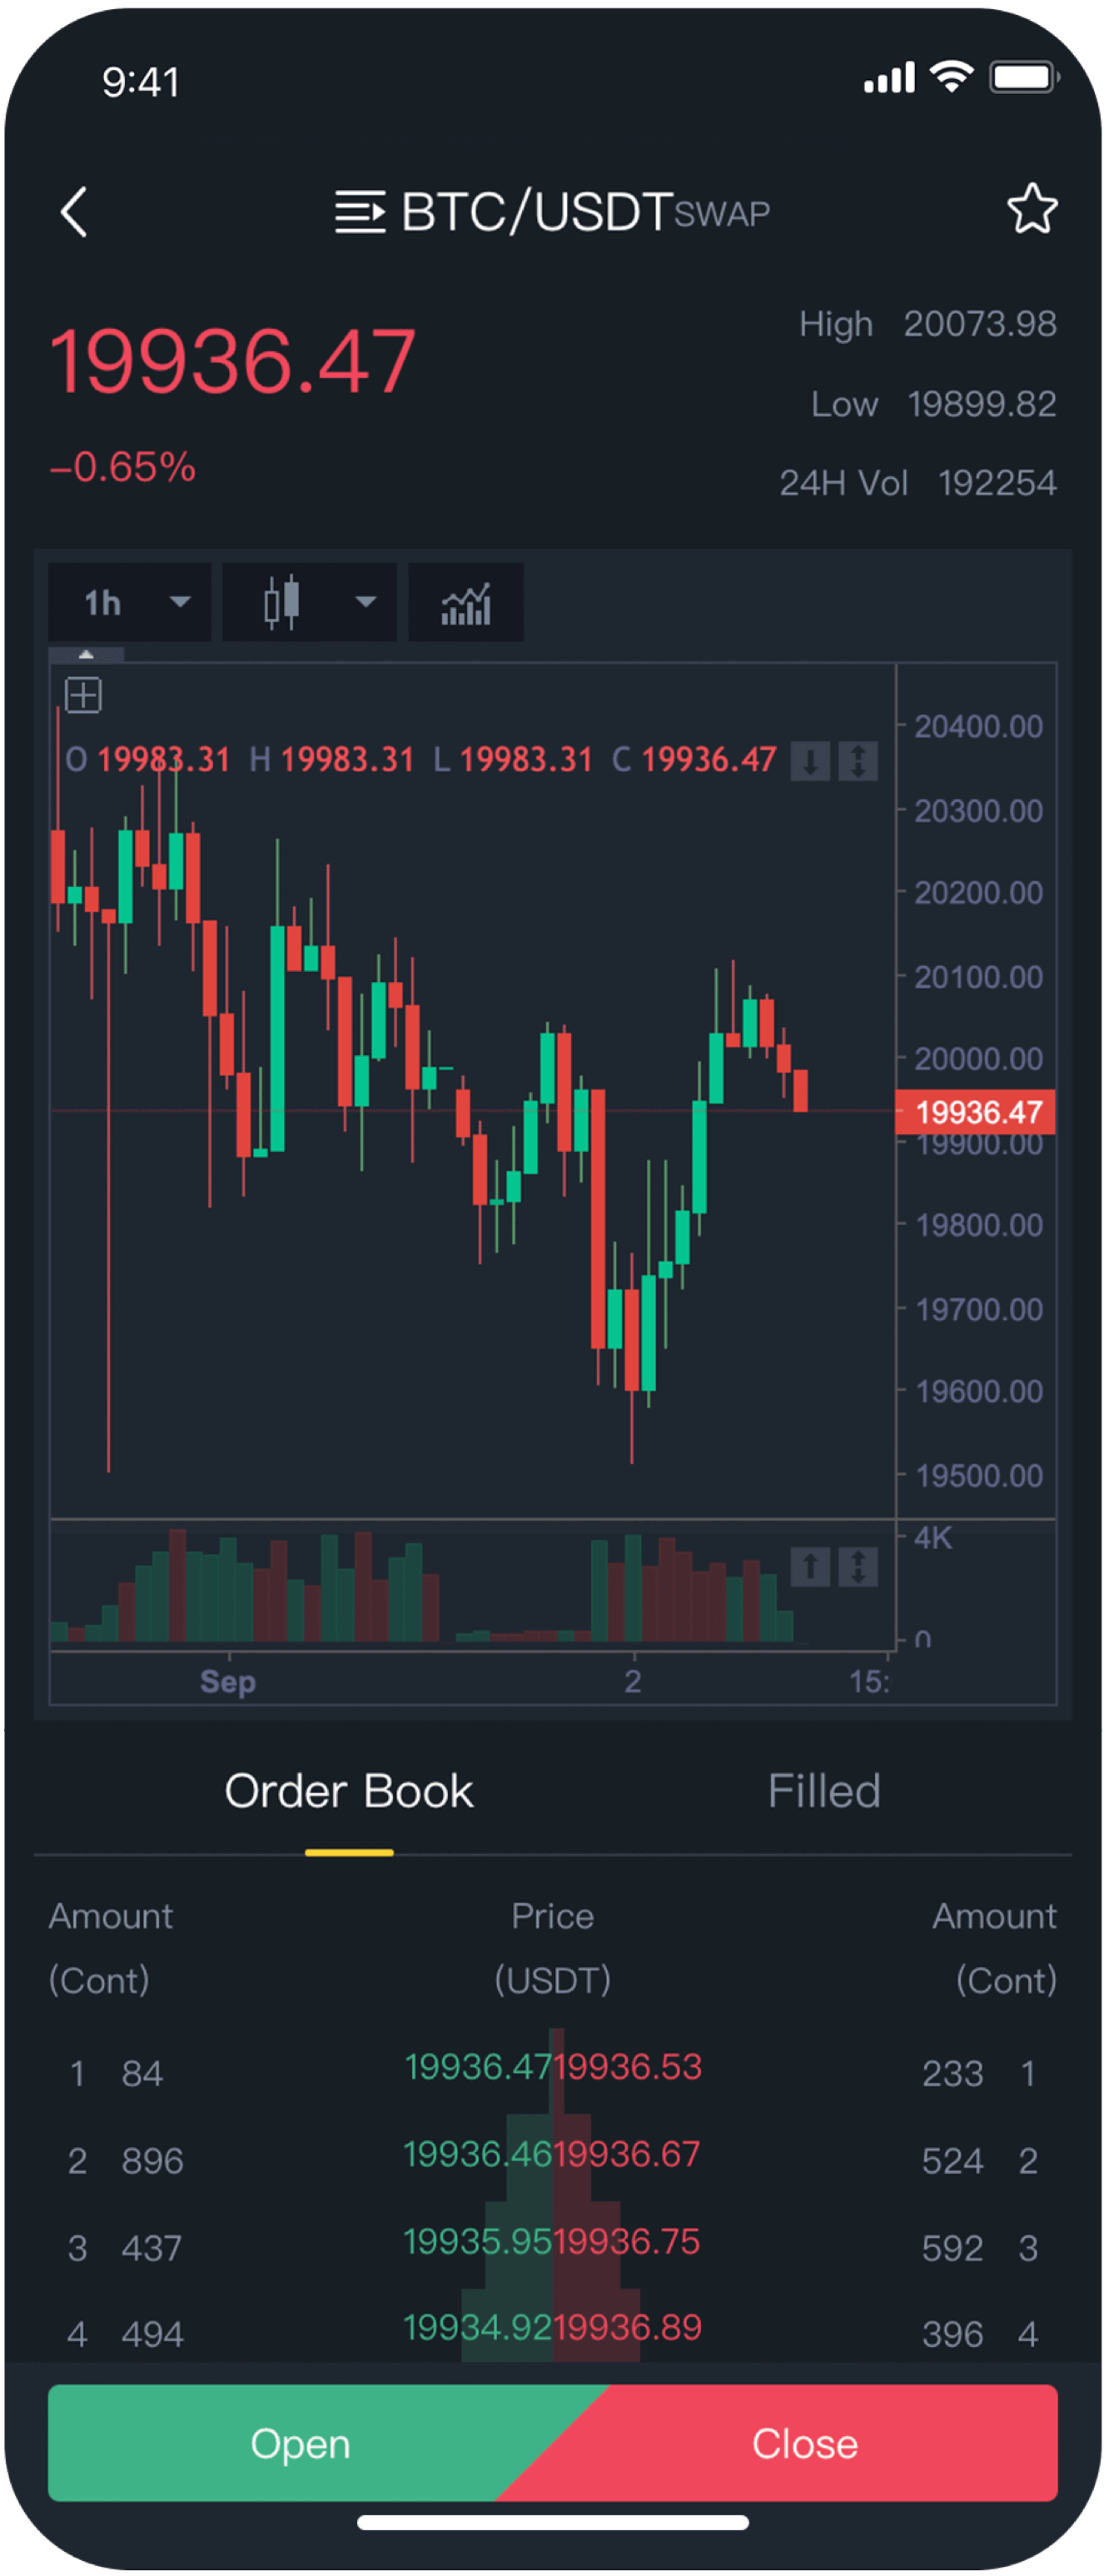 9:41
BTC/USDT SWAP
19936.47
High 20073.98
Low 19899.82
-0.65%
24H Vol 192254
1h
O 19983.31 H 19983.31 L 19983.31 C 19936.47
20400.00
20300.00
20200.00
20100.00
20000.00
19936.47
19900.00
19800.00
19700.00
19600.00
19500.00
4K
0
Sep 2 15:
Order Book Filled
Amount Price Amount
(Cont) (USDT) (Cont)
1 84 19936.47 19936.53 233 1
2 896 19936.46 19936.67 524 2
3 437 19935.95 19936.75 592 3
4 494 19934.92 19936.89 396 4
Open Close